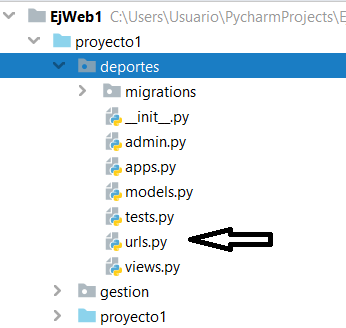 EjWeb1 C:\Users\Usuario\PycharmProjects\E
proyecto1
deportes
migrations
__init__.py
admin.py
apps.py
models.py
tests.py
urls.py
views.py
gestion
proyecto1